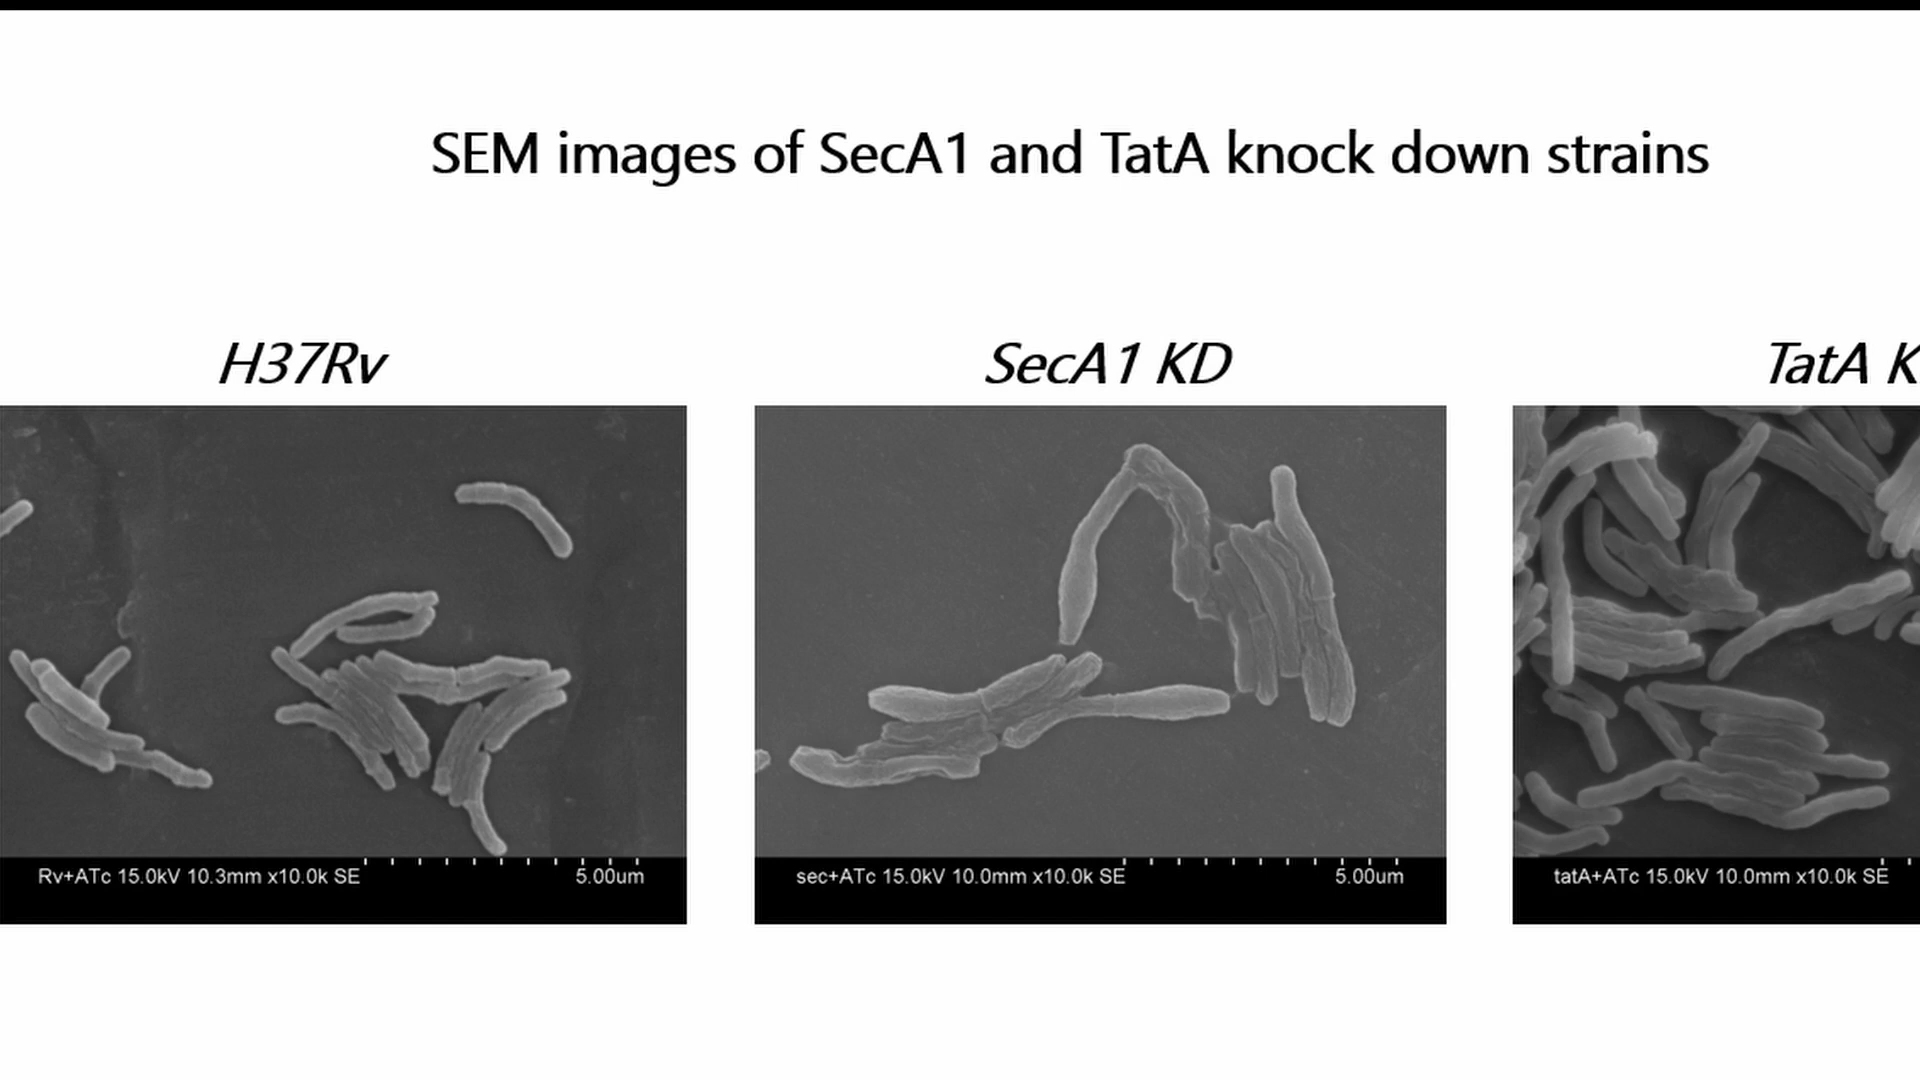 SEM images of SecA1 and TatA knock down strains
H37Rv
SecA1 KD
TatA K
Rv+ATc 15.0kV 10.3mm x10.0k SE
5.00um
sec+ATc 15.0kV 10.0mm x10.0k SE
5.00um
tatA+ATc 15.0kV 10.0mm x10.0k SE